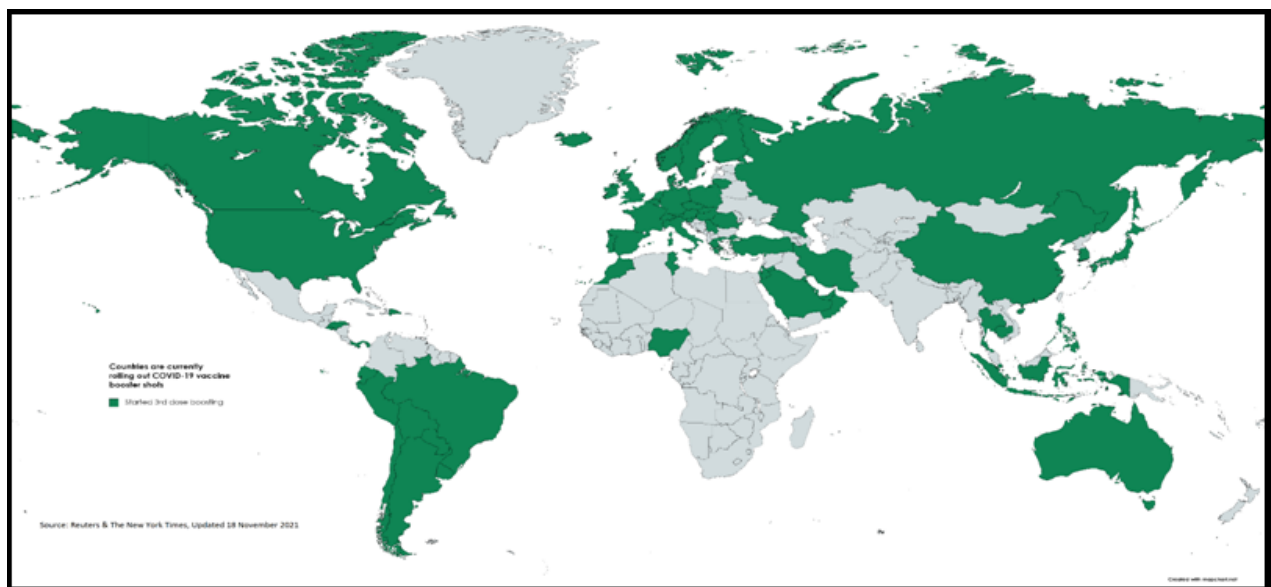 Countries are currently
rolling out COVID-19 vaccine
booster shots
Started 3rd dose boosting
Source: Reuters & The New York Times, Updated 18 November 2021
Created with mapchart.net